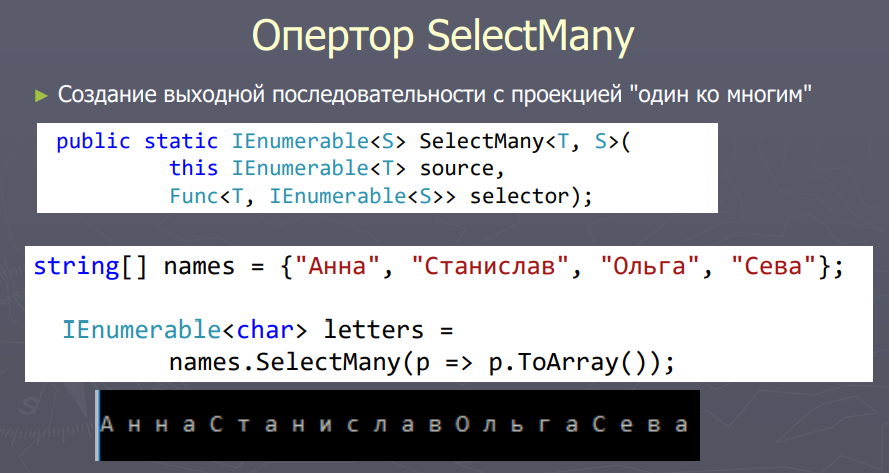 Опертор SelectMany
► Создание выходной последовательности с проекцией "один ко многим"
public static IEnumerable<S> SelectMany<T, S>(
this IEnumerable<T> source,
Func<T, IEnumerable<S>> selector);
string[] names = {"Анна", "Станислав", "Ольга", "Сева"};
IEnumerable<char> letters =
names.SelectMany(p => p.ToArray());
А н н а С т а н и с л а в О л ь г а С е в а